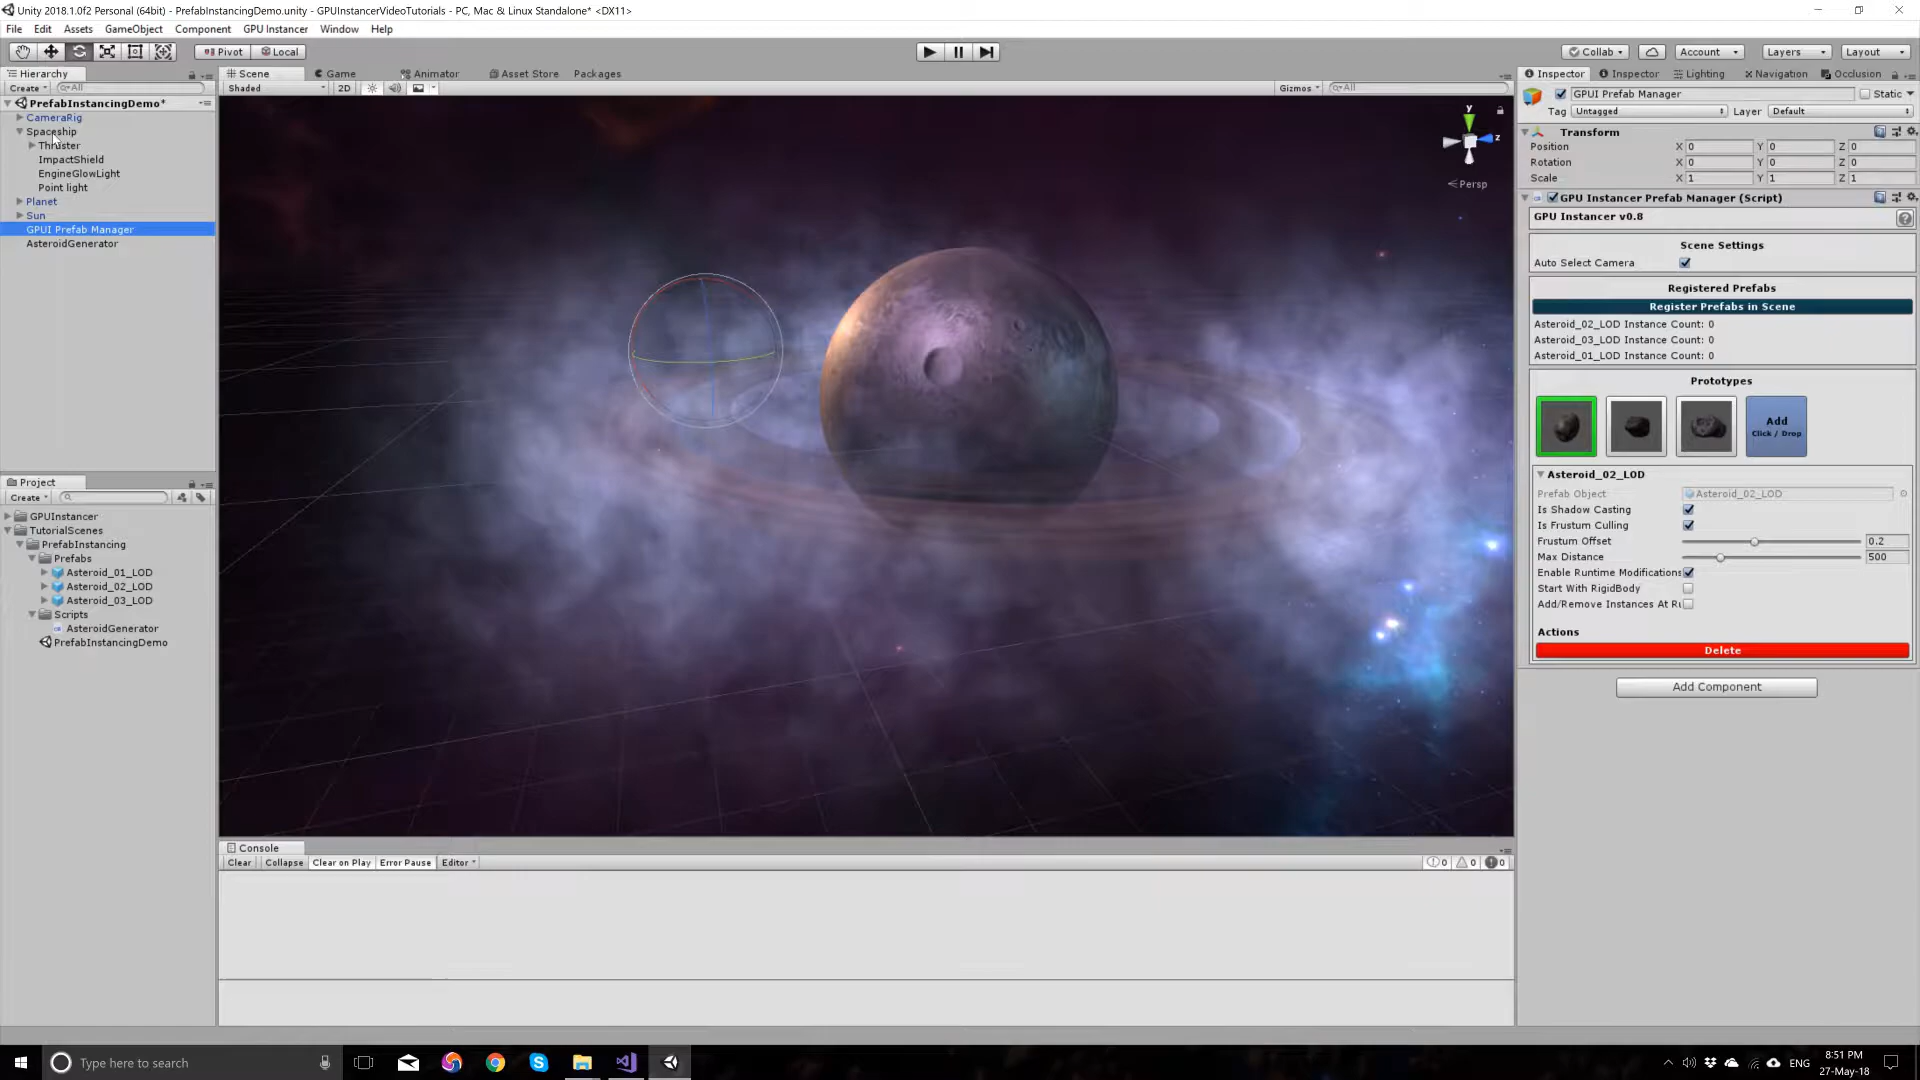 Unity 2018.1.0f2 Personal (64bit) - PrefabInstancingDemo.unity - GPUInstancerVideoTutorials - PC, Mac & Linux Standalone* <DX11>
File Edit Assets GameObject Component GPU Instancer Window Help
Pivot Local Collab Account Layers Layout
Hierarchy
Create All
PrefabInstancingDemo*
CameraRig
Spaceship
Thruster
ImpactShield
EngineGlowLight
Point light
Planet
Sun
GPUI Prefab Manager
AsteroidGenerator
Project
Create
GPUInstancer
TutorialScenes
PrefabInstancing
Prefabs
Asteroid_01_LOD
Asteroid_02_LOD
Asteroid_03_LOD
Scripts
AsteroidGenerator
PrefabInstancingDemo
Scene Game Animator Asset Store Packages
Shaded 2D Gizmos All
y
z
Persp
Console
Clear Collapse Clear on Play Error Pause Editor 0 0 0
Inspector Inspector Lighting Navigation Occlusion
GPUI Prefab Manager Static
Tag Untagged Layer Default
Transform
Position X 0 Y 0 Z 0
Rotation X 0 Y 0 Z 0
Scale X 1 Y 1 Z 1
GPU Instancer Prefab Manager (Script)
GPU Instancer v0.8
Scene Settings
Auto Select Camera
Registered Prefabs
Register Prefabs in Scene
Asteroid_02_LOD Instance Count: 0
Asteroid_03_LOD Instance Count: 0
Asteroid_01_LOD Instance Count: 0
Prototypes
Add
Click / Drop
Asteroid_02_LOD
Prefab Object Asteroid_02_LOD
Is Shadow Casting
Is Frustum Culling
Frustum Offset 0.2
Max Distance 500
Enable Runtime Modifications
Start With RigidBody
Add/Remove Instances At Ru
Actions
Delete
Add Component
Type here to search
ENG
8:51 PM
27-May-18